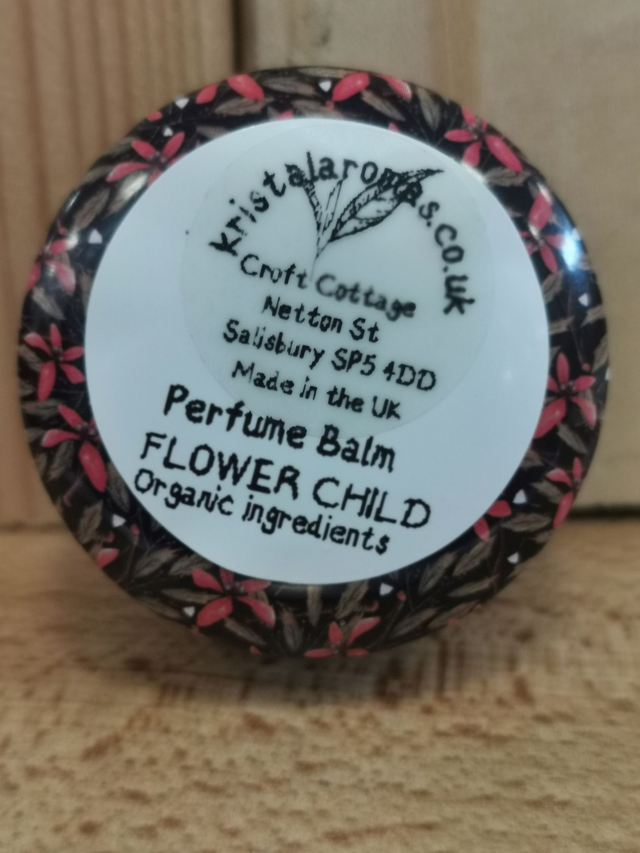 kristalaromas.co.uk
Croft Cottage
Netton St
Salisbury SP5 4DD
Made in the UK
Perfume Balm
FLOWER CHILD
Organic ingredients